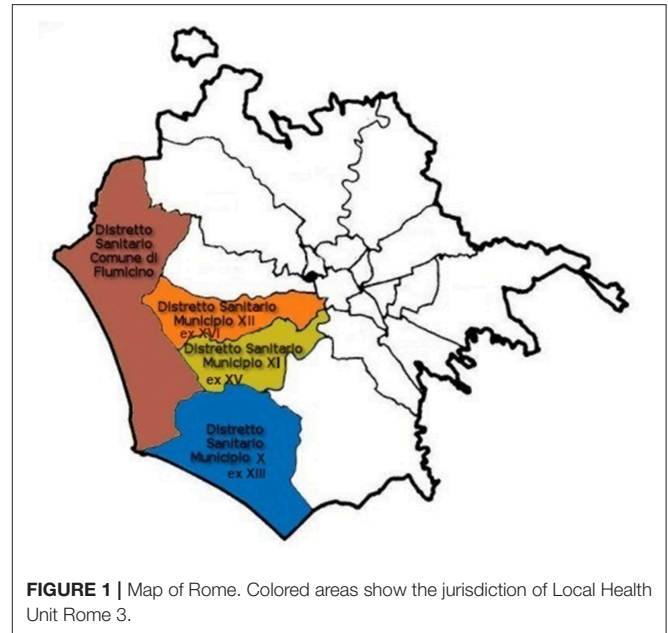 Distretto
Sanitario
Comune di
Fiumicino
Distretto Sanitario
Municipio XII
ex XVI
Distretto Sanitario
Municipio XI
ex XV
Distretto
Sanitario
Municipio X
ex XIII
FIGURE 1 | Map of Rome. Colored areas show the jurisdiction of Local Health
Unit Rome 3.